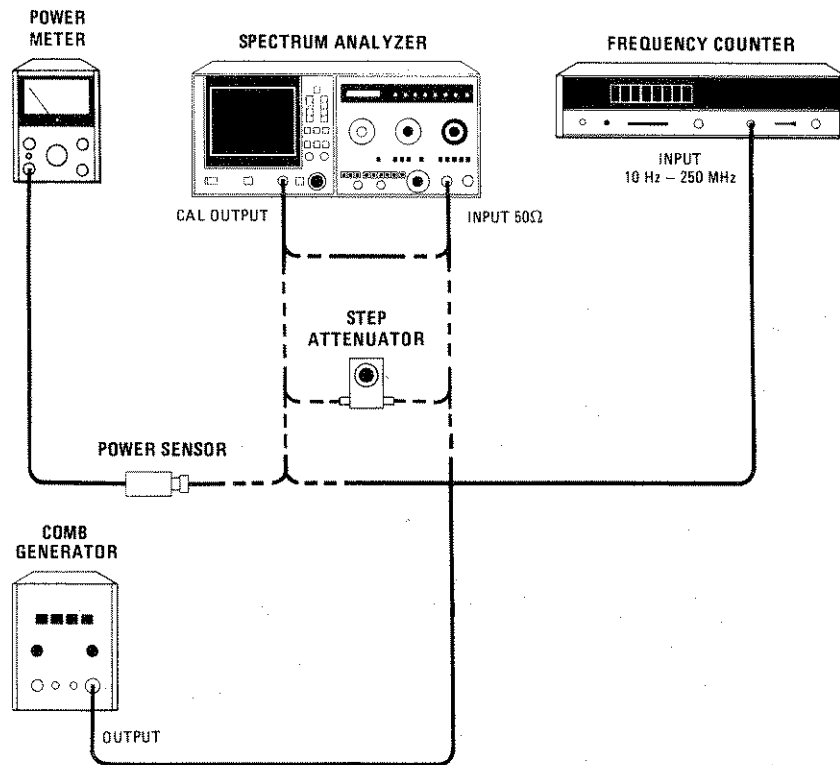 POWER
METER
SPECTRUM ANALYZER
FREQUENCY COUNTER
INPUT
10 Hz – 250 MHz
CAL OUTPUT
INPUT 50Ω
STEP
ATTENUATOR
POWER SENSOR
COMB
GENERATOR
OUTPUT